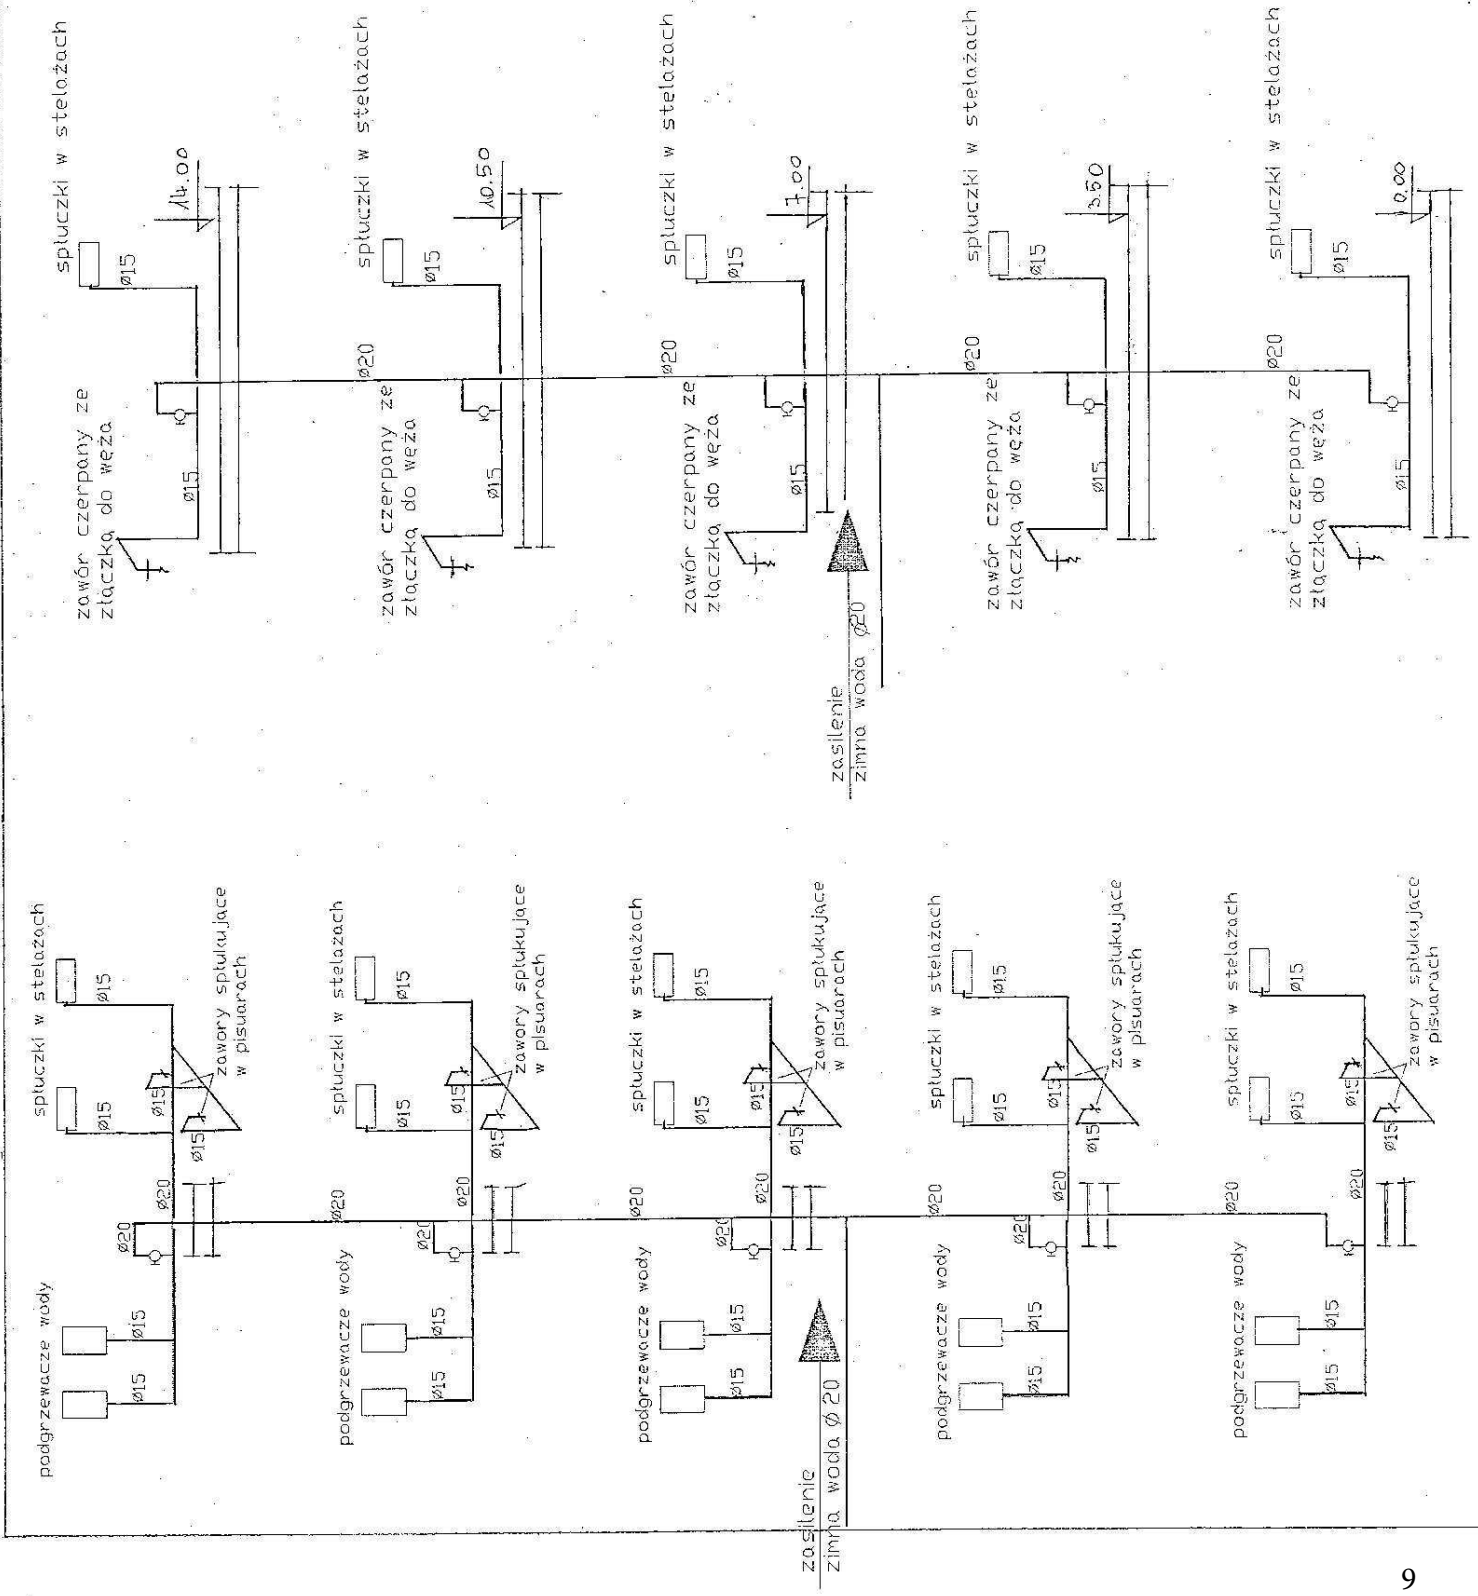 podgrzewacze wody
ø15
ø15
ø20
ø20
spłuczki w stelażach
ø15
ø15
ø15
ø15
zawory spłukujące
w pisuarach
zawór czerpany ze
złączką do węża
ø15
spłuczki w stelażach
ø15
14.00
podgrzewacze wody
ø15
ø15
ø20
ø20
ø20
spłuczki w stelażach
ø15
ø15
ø15
ø15
zawory spłukujące
w pisuarach
ø20
zawór czerpany ze
złączką do węża
ø15
spłuczki w stelażach
ø15
10.50
podgrzewacze wody
ø15
ø15
ø20
ø20
ø20
spłuczki w stelażach
ø15
ø15
ø15
ø15
zawory spłukujące
w pisuarach
ø20
zawór czerpany ze
złączką do węża
ø15
spłuczki w stelażach
ø15
7.00
zasilenie
zimna woda ø20
zasilenie
zimna woda ø20
podgrzewacze wody
ø15
ø15
ø20
ø20
ø20
spłuczki w stelażach
ø15
ø15
ø15
ø15
zawory spłukujące
w pisuarach
ø20
zawór czerpany ze
złączką do węża
ø15
spłuczki w stelażach
ø15
3.50
podgrzewacze wody
ø15
ø15
ø20
ø20
spłuczki w stelażach
ø15
ø15
ø15
ø15
zawory spłukujące
w pisuarach
ø20
zawór czerpany ze
złączką do węża
ø15
spłuczki w stelażach
ø15
0.00
9